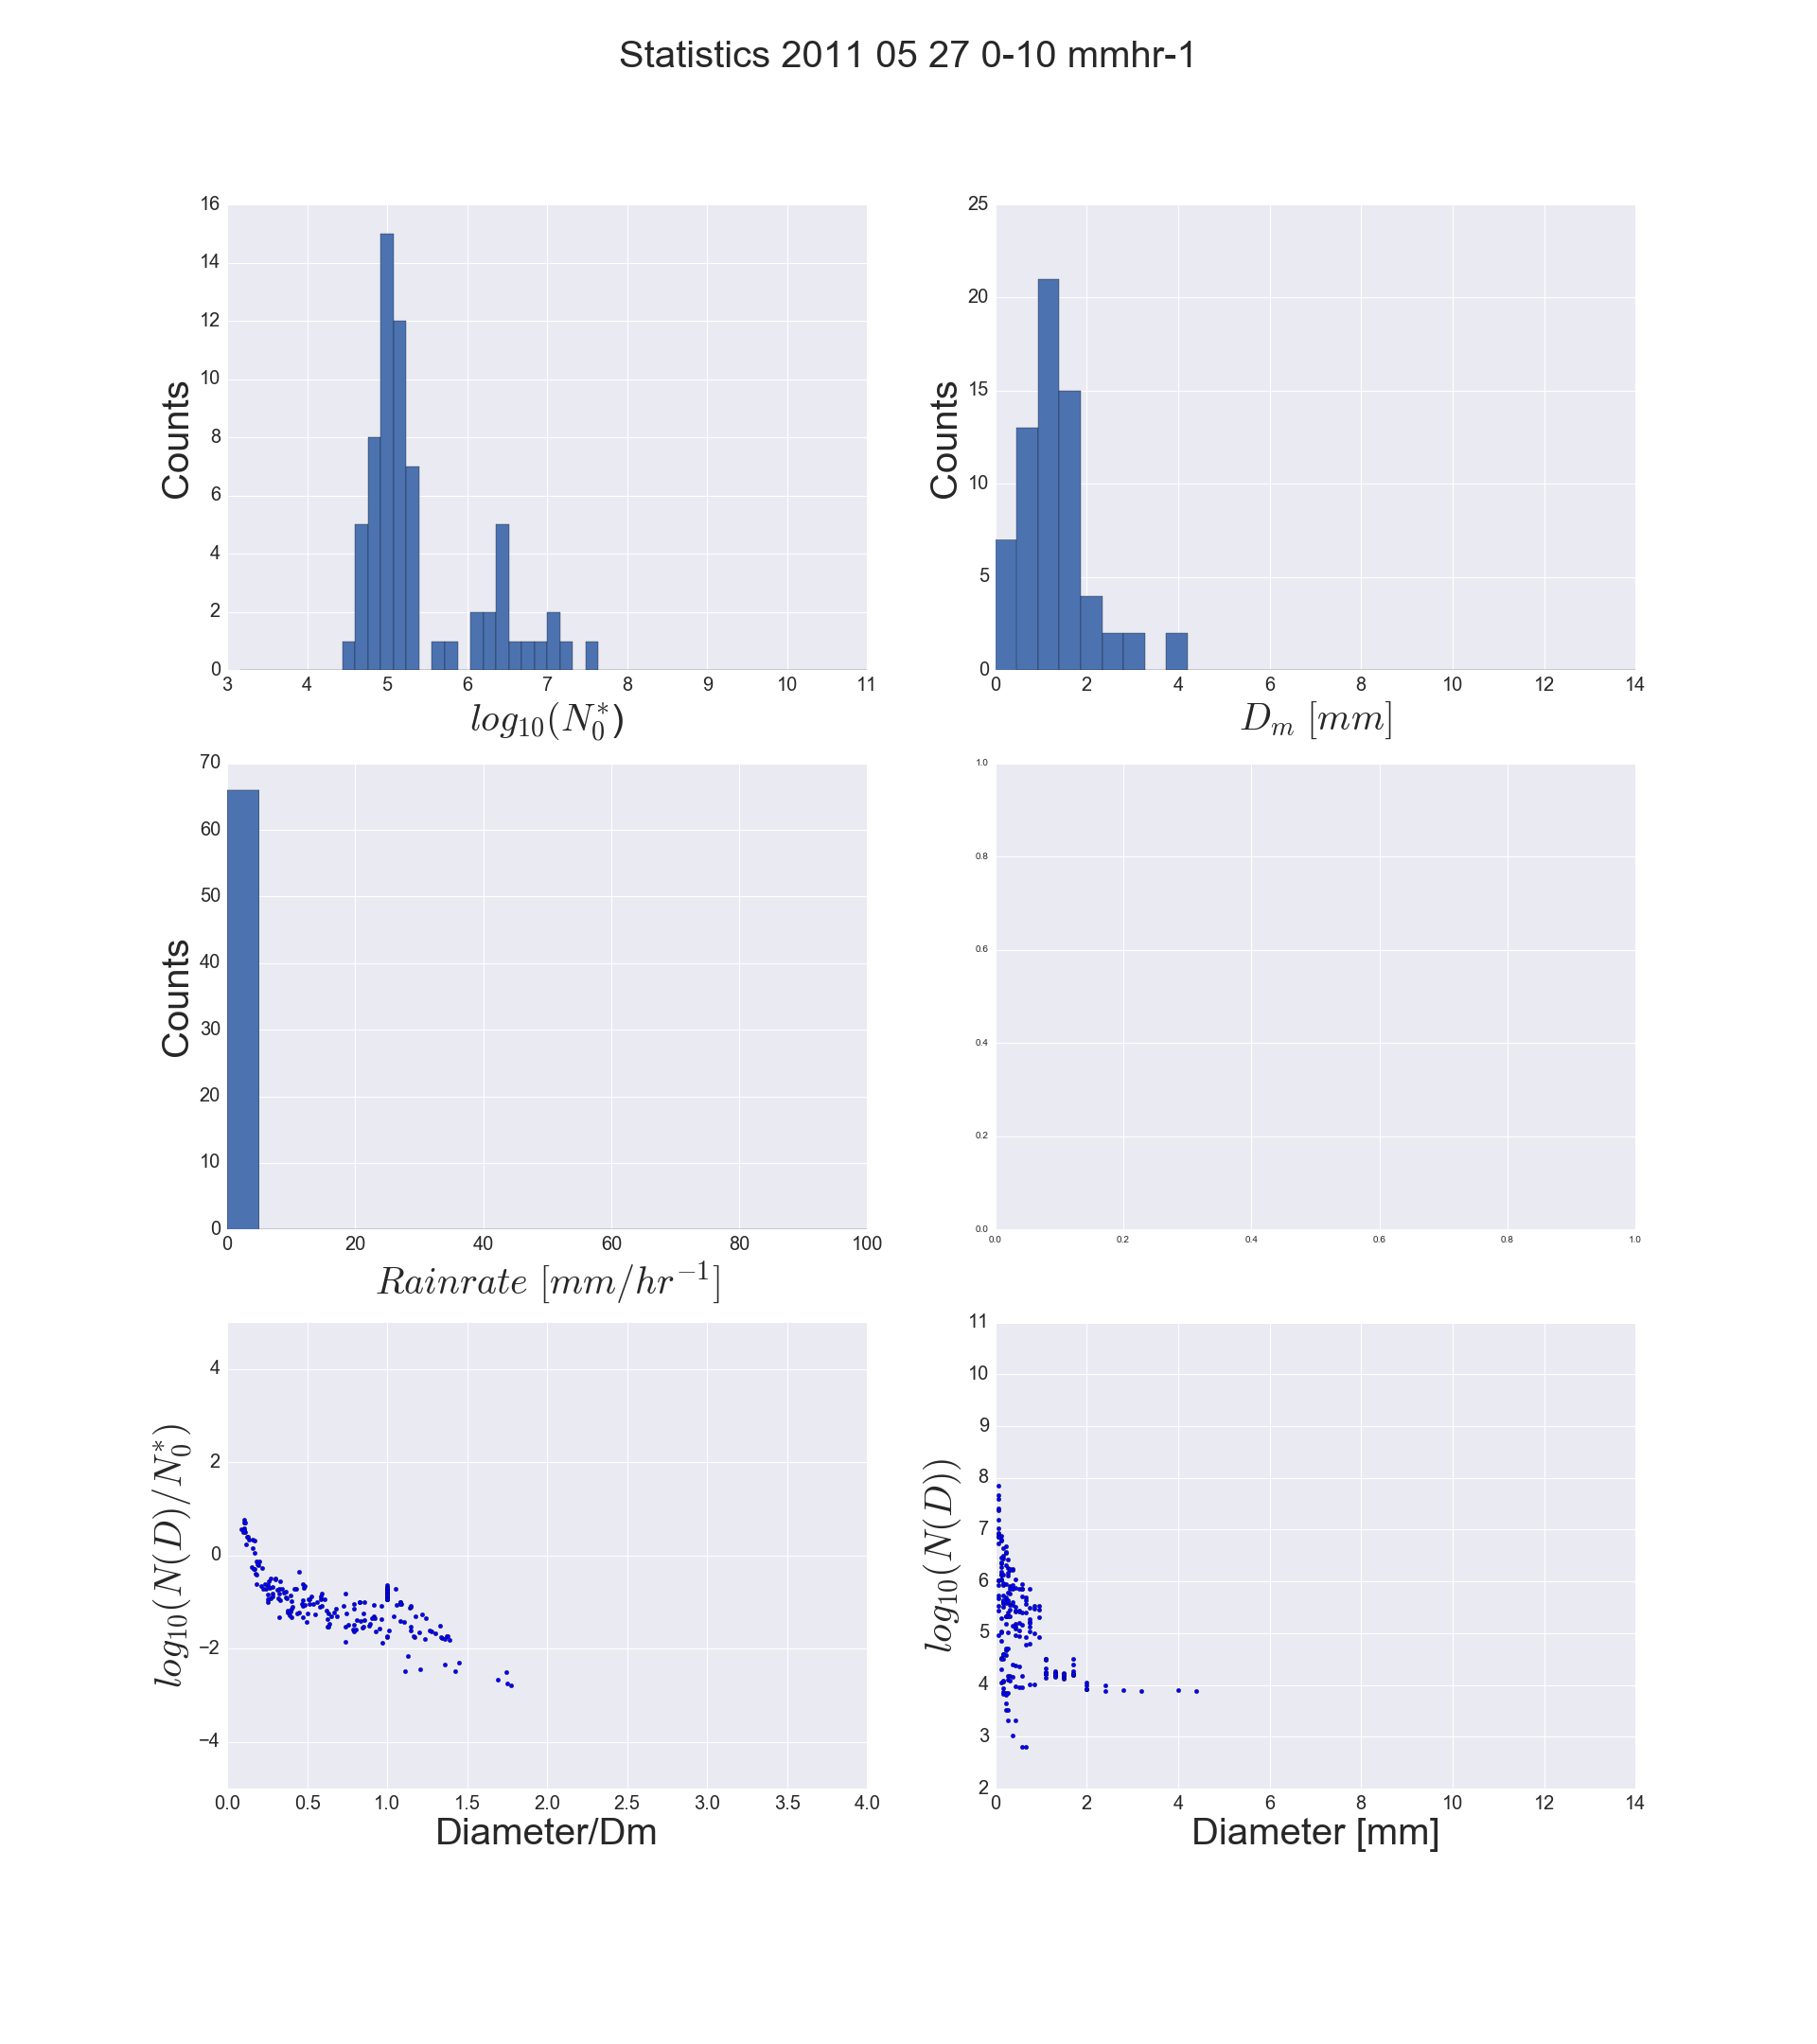 Statistics 2011 05 27 0-10 mmhr-1
16
14
12
10
8
6
4
2
0
Counts
3 4 5 6 7 8 9 10 11
log₁₀(N₀*)
25
20
15
10
5
0
Counts
0 2 4 6 8 10 12 14
Dₘ [mm]
70
60
50
40
30
20
10
0
Counts
0 20 40 60 80 100
Rainrate [mm/hr⁻¹]
1.0
0.8
0.6
0.4
0.2
0.0
0.0 0.2 0.4 0.6 0.8 1.0
4
2
0
−2
−4
log₁₀(N(D)/N₀*)
0.0 0.5 1.0 1.5 2.0 2.5 3.0 3.5 4.0
Diameter/Dm
11
10
9
8
7
6
5
4
3
2
log₁₀(N(D))
0 2 4 6 8 10 12 14
Diameter [mm]